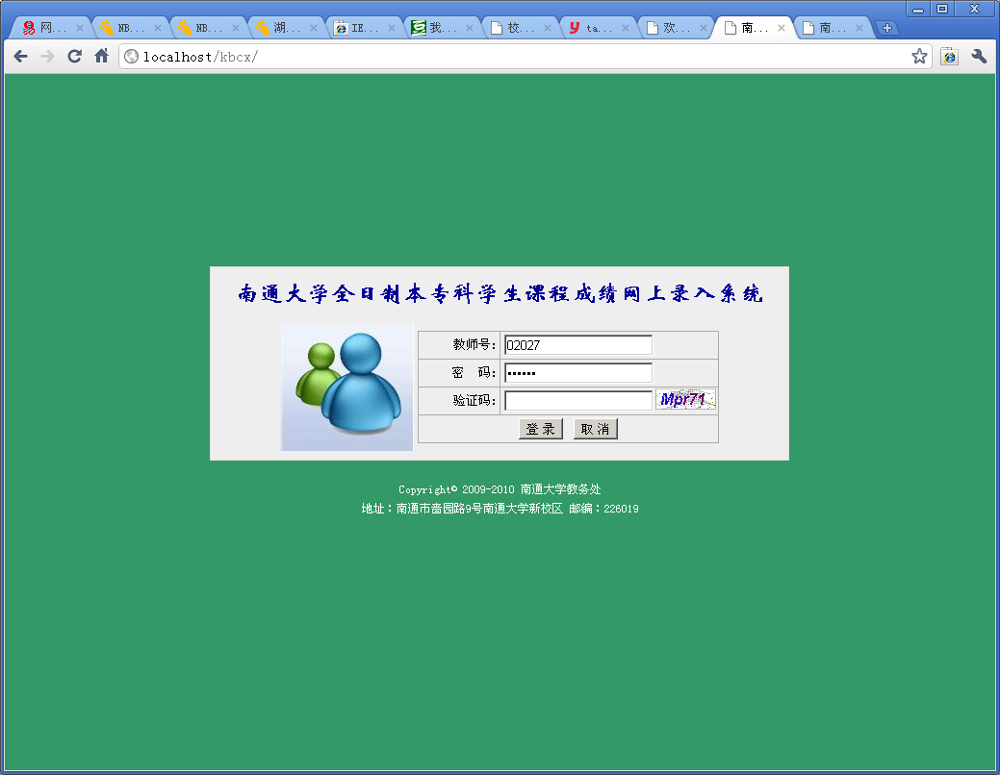 网... NB... NB... 湖... IE... 我... 校... ta... 欢... 南... 南...
localhost/kbcx/
南通大学全日制本专科学生课程成绩网上录入系统
教师号: 02027
密 码: ••••••
验证码: Mpr71
登录 取消
Copyright© 2009-2010 南通大学教务处
地址：南通市啬园路9号南通大学新校区 邮编：226019